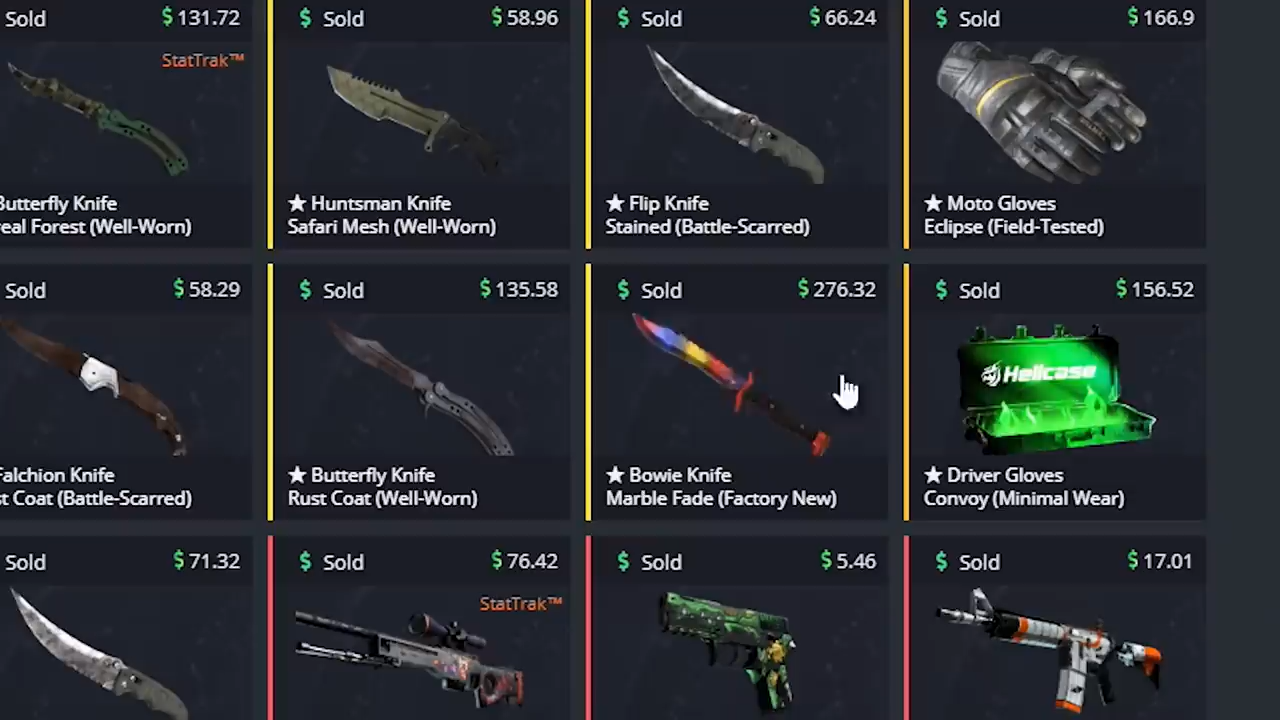 Sold $131.72
$ Sold $58.96
$ Sold $66.24
$ Sold $166.9
StatTrak™
Butterfly Knife
real Forest (Well-Worn)
★ Huntsman Knife
Safari Mesh (Well-Worn)
★ Flip Knife
Stained (Battle-Scarred)
★ Moto Gloves
Eclipse (Field-Tested)
Sold $58.29
$ Sold $135.58
$ Sold $276.32
$ Sold $156.52
Hellcase
Falchion Knife
st Coat (Battle-Scarred)
★ Butterfly Knife
Rust Coat (Well-Worn)
★ Bowie Knife
Marble Fade (Factory New)
★ Driver Gloves
Convoy (Minimal Wear)
Sold $71.32
$ Sold $76.42
$ Sold $5.46
$ Sold $17.01
StatTrak™